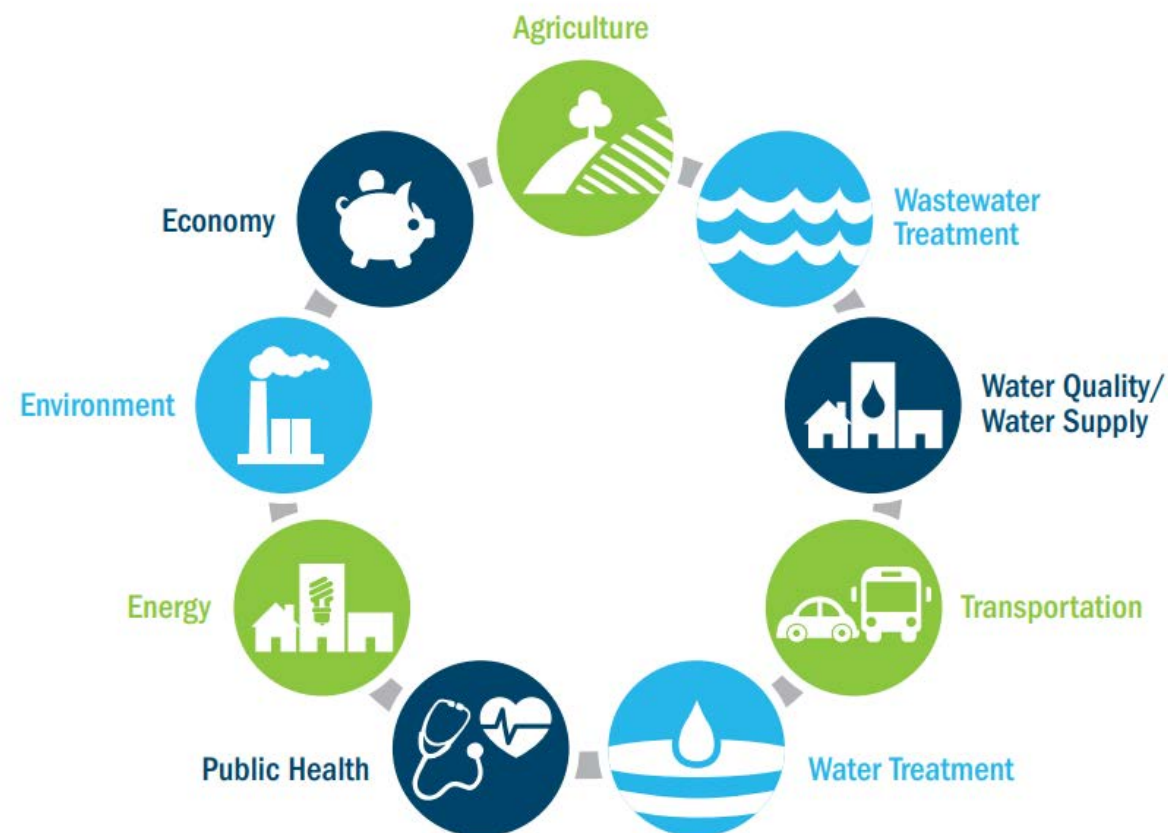 Agriculture
Wastewater
Treatment
Economy
Water Quality/
Water Supply
Environment
Energy
Transportation
Public Health
Water Treatment